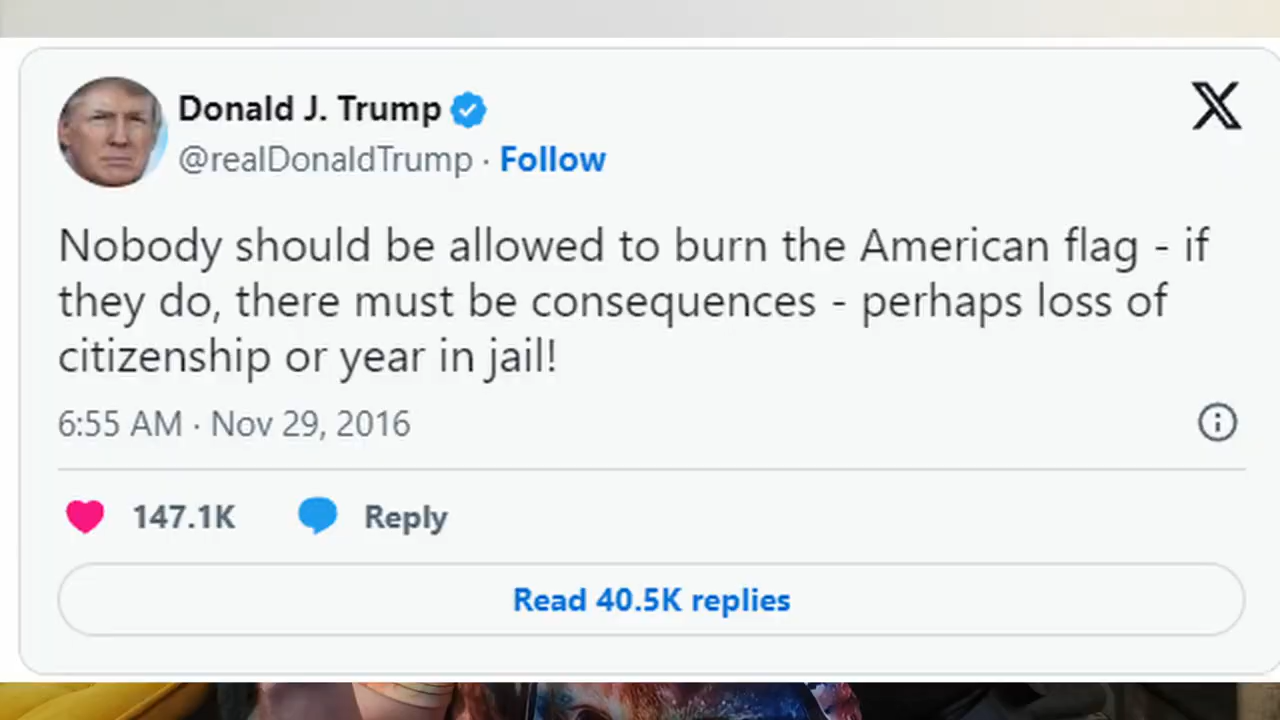 Donald J. Trump
@realDonaldTrump · Follow
Nobody should be allowed to burn the American flag - if
they do, there must be consequences - perhaps loss of
citizenship or year in jail!
6:55 AM · Nov 29, 2016
147.1K Reply
Read 40.5K replies